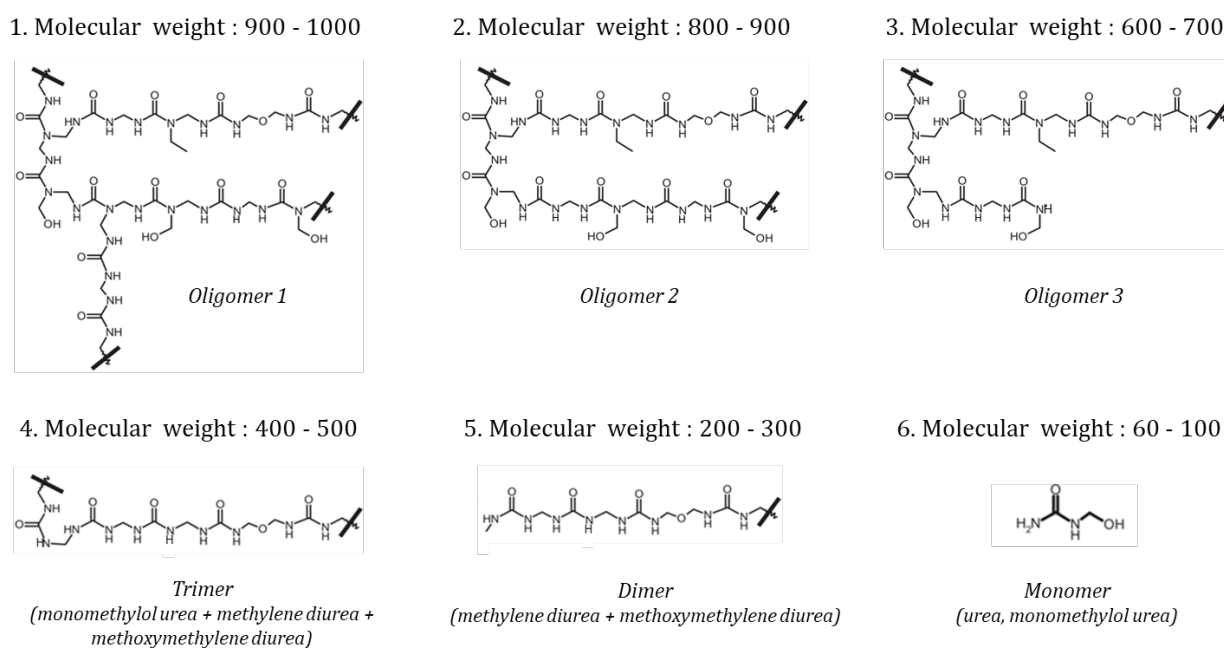 1. Molecular weight : 900 - 1000
2. Molecular weight : 800 - 900
3. Molecular weight : 600 - 700
Oligomer 1
Oligomer 2
Oligomer 3
4. Molecular weight : 400 - 500
5. Molecular weight : 200 - 300
6. Molecular weight : 60 - 100
Trimer
(monomethylol urea + methylene diurea +
methoxymethylene diurea)
Dimer
(methylene diurea + methoxymethylene diurea)
O
H₂N
N
H
OH
Monomer
(urea, monomethylol urea)